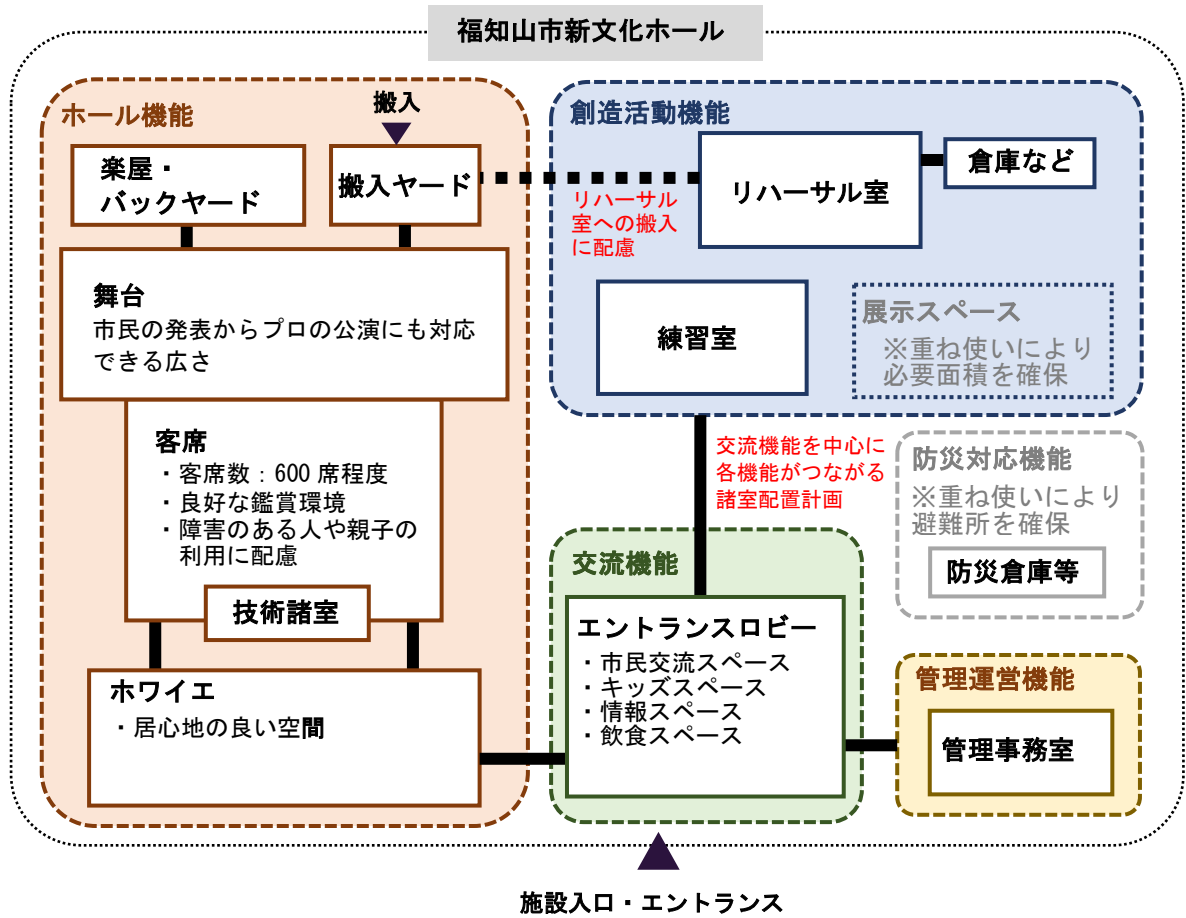 福知山市新文化ホール
ホール機能
搬入
楽屋・
バックヤード
搬入ヤード
舞台
市民の発表からプロの公演にも対応
できる広さ
客席
・客席数：600 席程度
・良好な鑑賞環境
・障害のある人や親子の
利用に配慮
技術諸室
ホワイエ
・居心地の良い空間
創造活動機能
リハーサル室
倉庫など
リハーサル
室への搬入
に配慮
練習室
展示スペース
※重ね使いにより
必要面積を確保
交流機能を中心に
各機能がつながる
諸室配置計画
防災対応機能
※重ね使いにより
避難所を確保
防災倉庫等
交流機能
エントランスロビー
・市民交流スペース
・キッズスペース
・情報スペース
・飲食スペース
管理運営機能
管理事務室
施設入口・エントランス